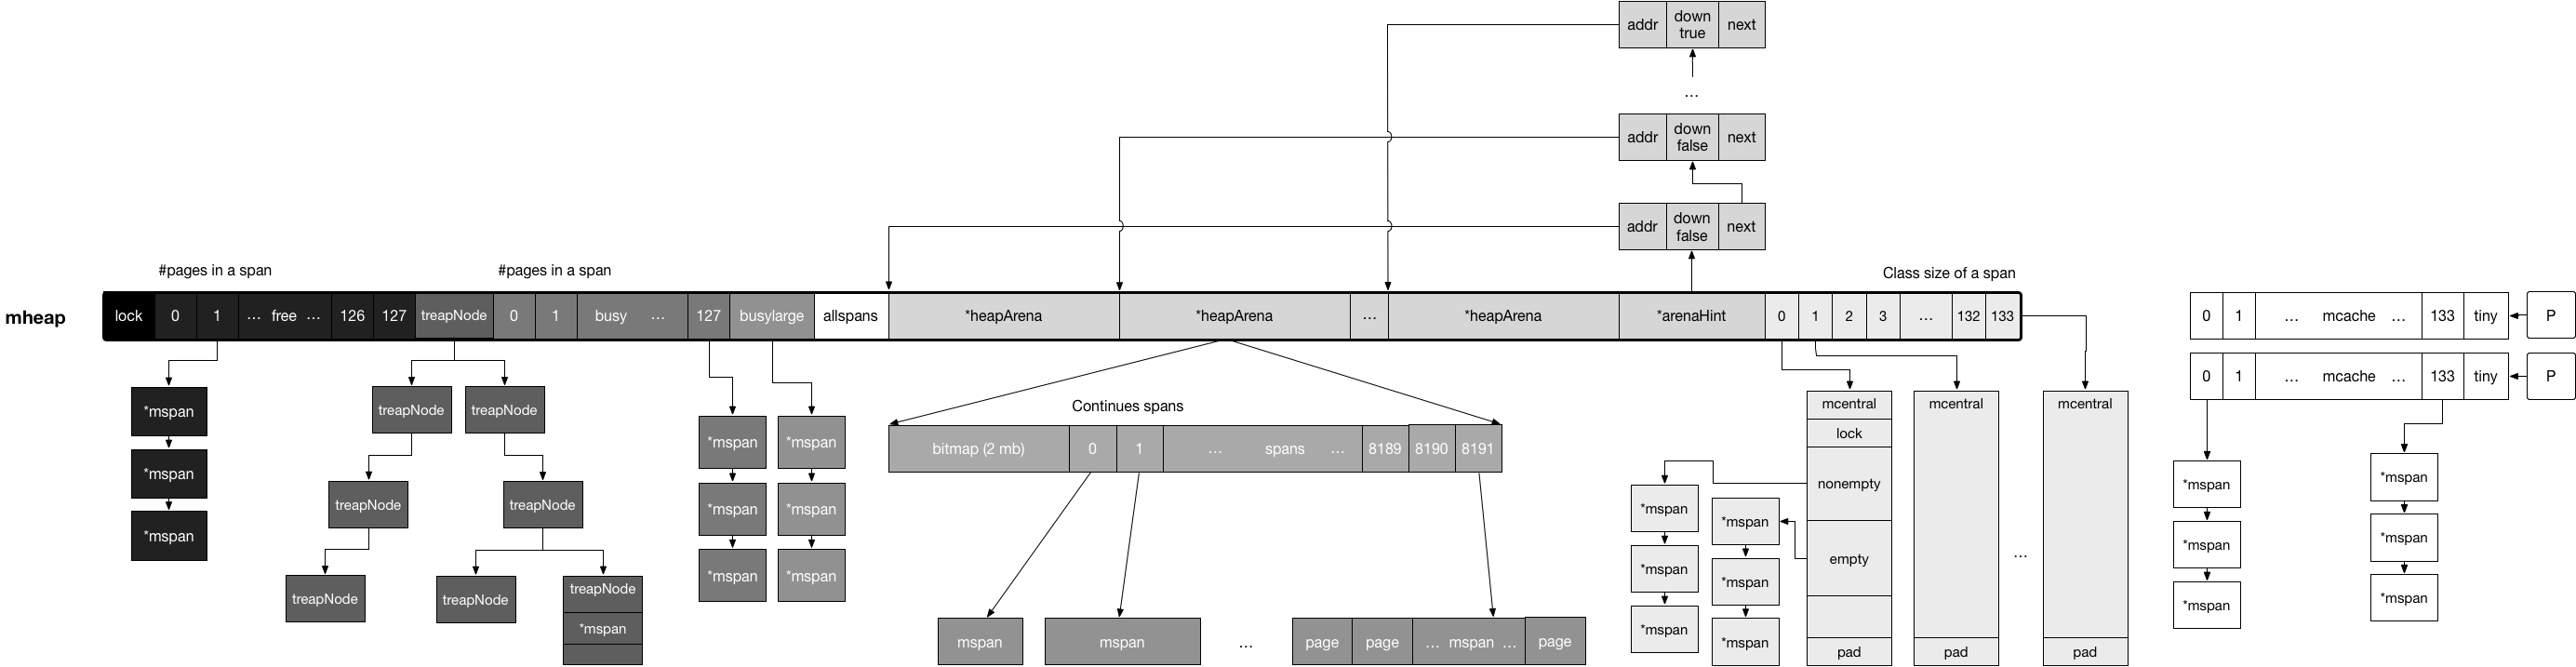 addr
down
true
next
...
addr
down
false
next
addr
down
false
next
#pages in a span
#pages in a span
Class size of a span
mheap
lock
0
1
... free ...
126
127
treapNode
0
1
busy ...
127
busylarge
allspans
*heapArena
*heapArena
...
*heapArena
*arenaHint
0
1
2
3
...
132
133
0
1
... mcache ...
133
tiny
P
0
1
... mcache ...
133
tiny
P
*mspan
*mspan
*mspan
treapNode
treapNode
treapNode
treapNode
treapNode
treapNode
treapNode
*mspan
*mspan
*mspan
*mspan
*mspan
*mspan
*mspan
Continues spans
bitmap (2 mb)
0
1
... spans ...
8189
8190
8191
mspan
mspan
...
page
page
... mspan ...
page
*mspan
*mspan
*mspan
*mspan
*mspan
*mspan
mcentral
lock
nonempty
empty
pad
mcentral
pad
...
mcentral
pad
*mspan
*mspan
*mspan
*mspan
*mspan
*mspan